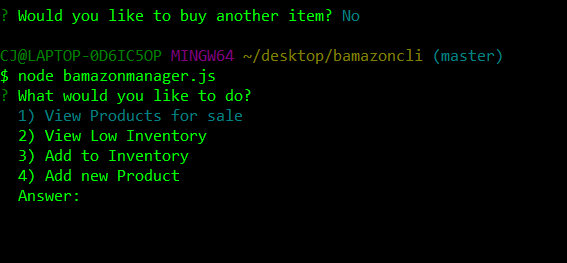 ? Would you like to buy another item? No
CJ@LAPTOP-0D6IC5OP MINGW64 ~/desktop/bamazoncli (master)
$ node bamazonmanager.js
? What would you like to do?
1) View Products for sale
2) View Low Inventory
3) Add to Inventory
4) Add new Product
Answer: